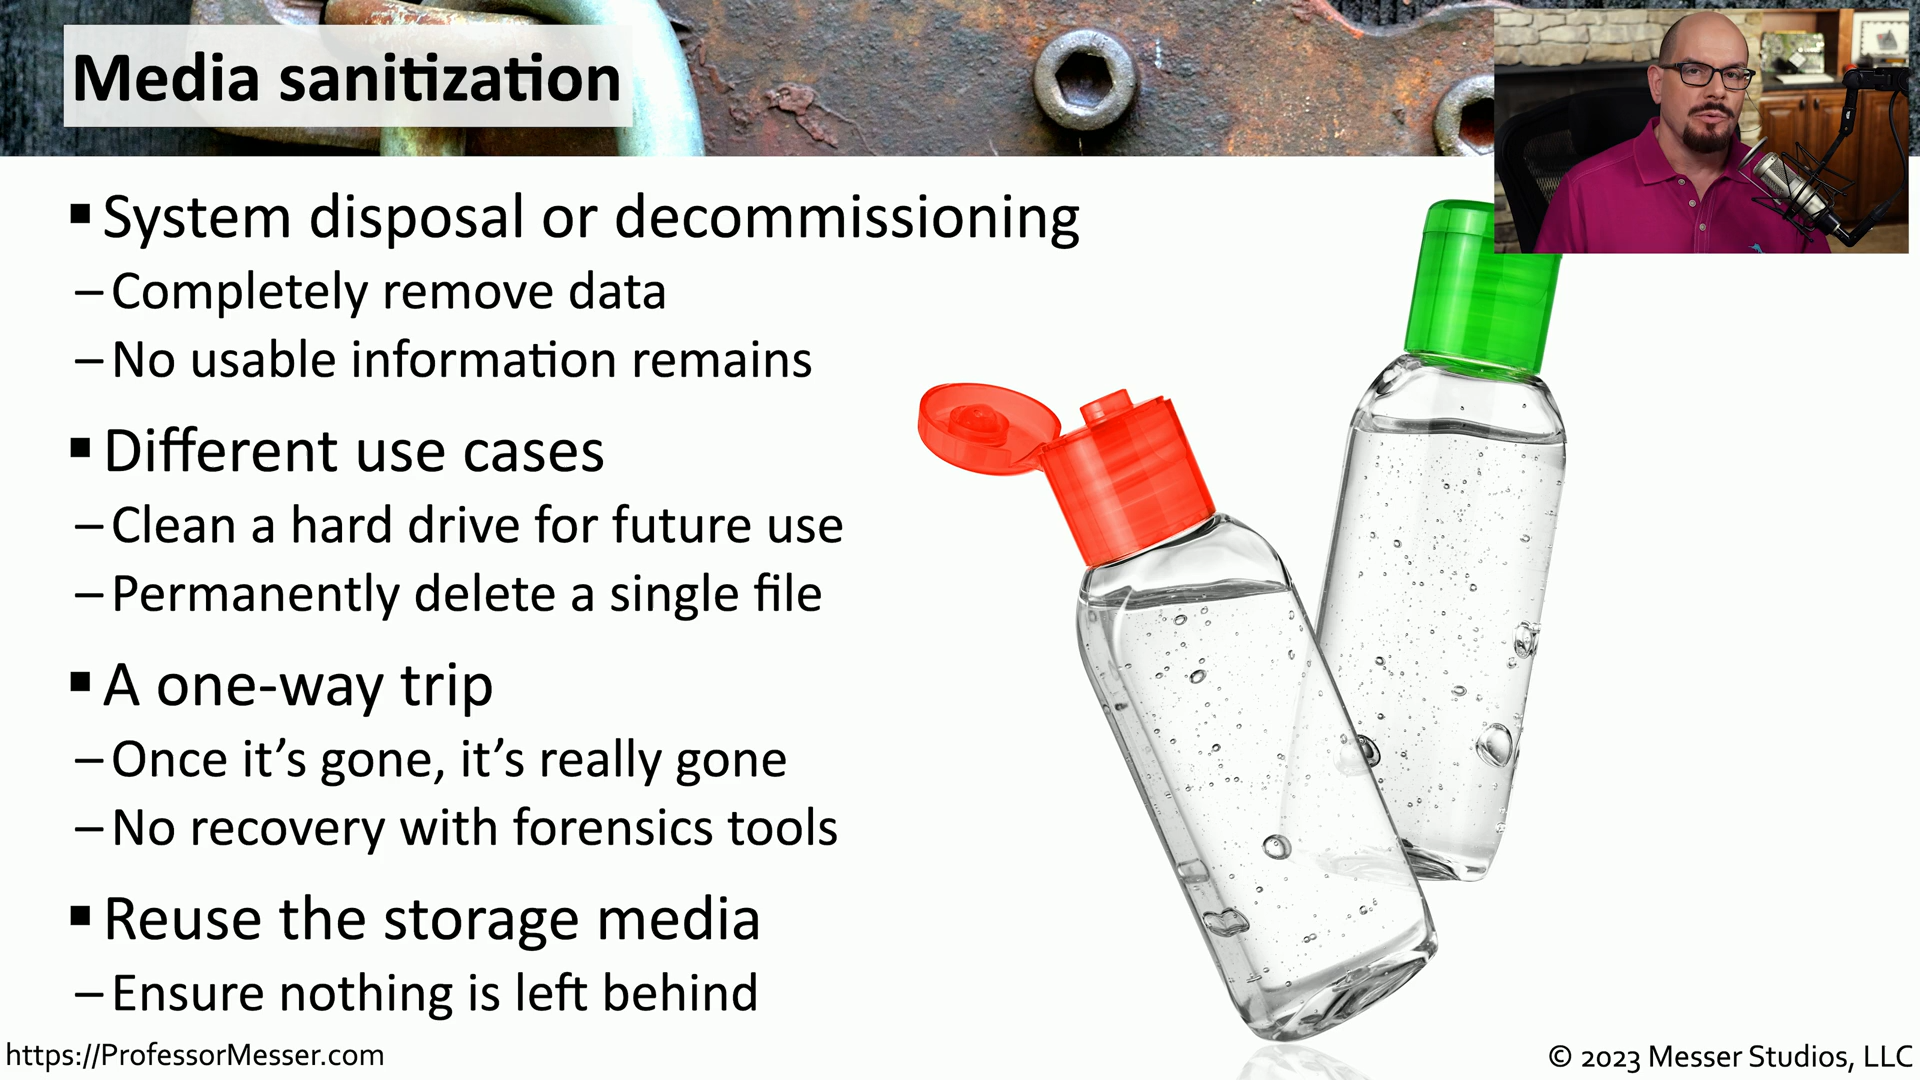 Media sanitization
▪ System disposal or decommissioning
– Completely remove data
– No usable information remains
▪ Different use cases
– Clean a hard drive for future use
– Permanently delete a single file
▪ A one-way trip
– Once it’s gone, it’s really gone
– No recovery with forensics tools
▪ Reuse the storage media
– Ensure nothing is left behind
https://ProfessorMesser.com
© 2023 Messer Studios, LLC